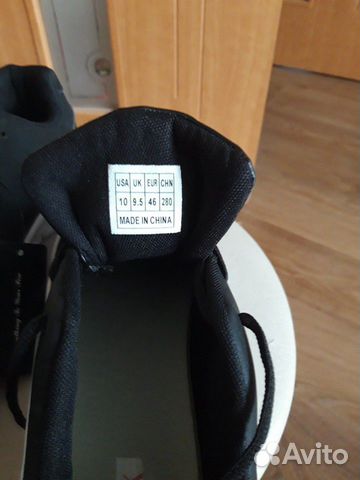 USA UK EUR CHN
10 9.5 46 280
MADE IN CHINA
Avito